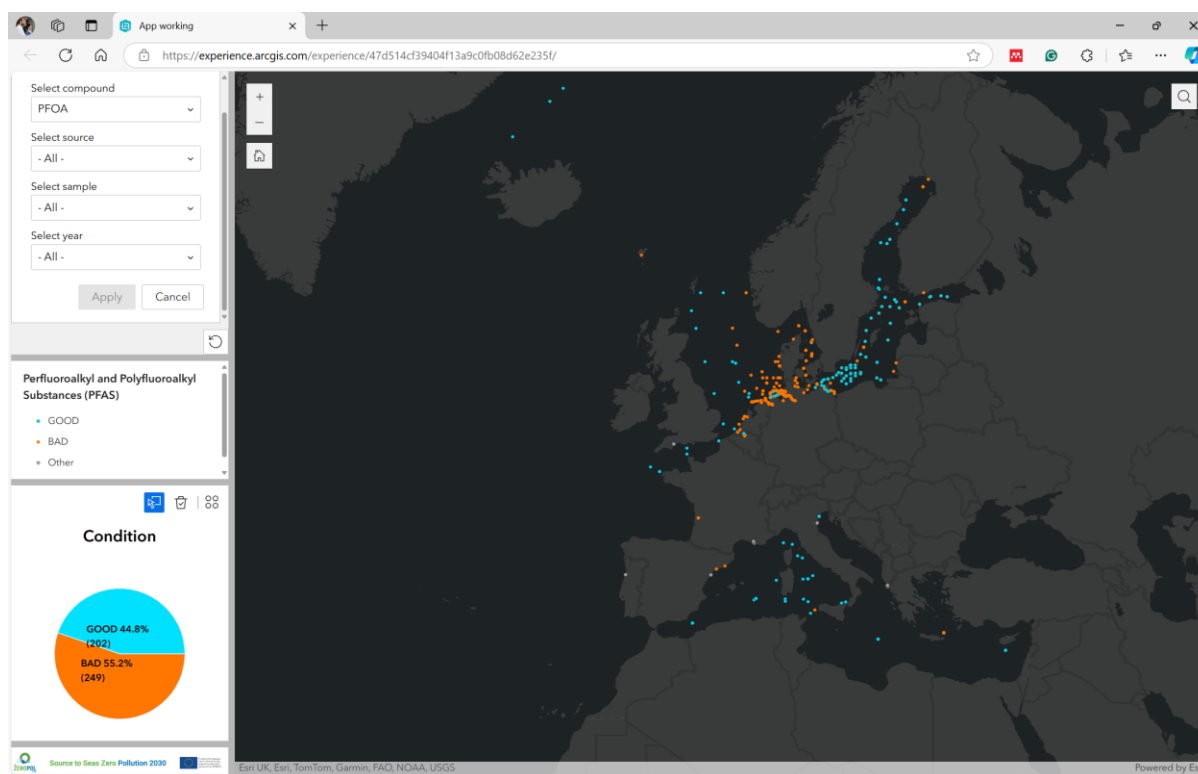 App working
https://experience.arcgis.com/experience/47d514cf39404f13a9c0fb08d62e235f/
Select compound
PFOA
Select source
- All -
Select sample
- All -
Select year
- All -
Apply
Cancel
Perfluoroalkyl and Polyfluoroalkyl
Substances (PFAS)
GOOD
BAD
Other
Condition
GOOD 44.8%
(202)
BAD 55.2%
(249)
ZEROPOL
Source to Seas Zero Pollution 2030
Esri UK, Esri, TomTom, Garmin, FAO, NOAA, USGS
Powered by Es